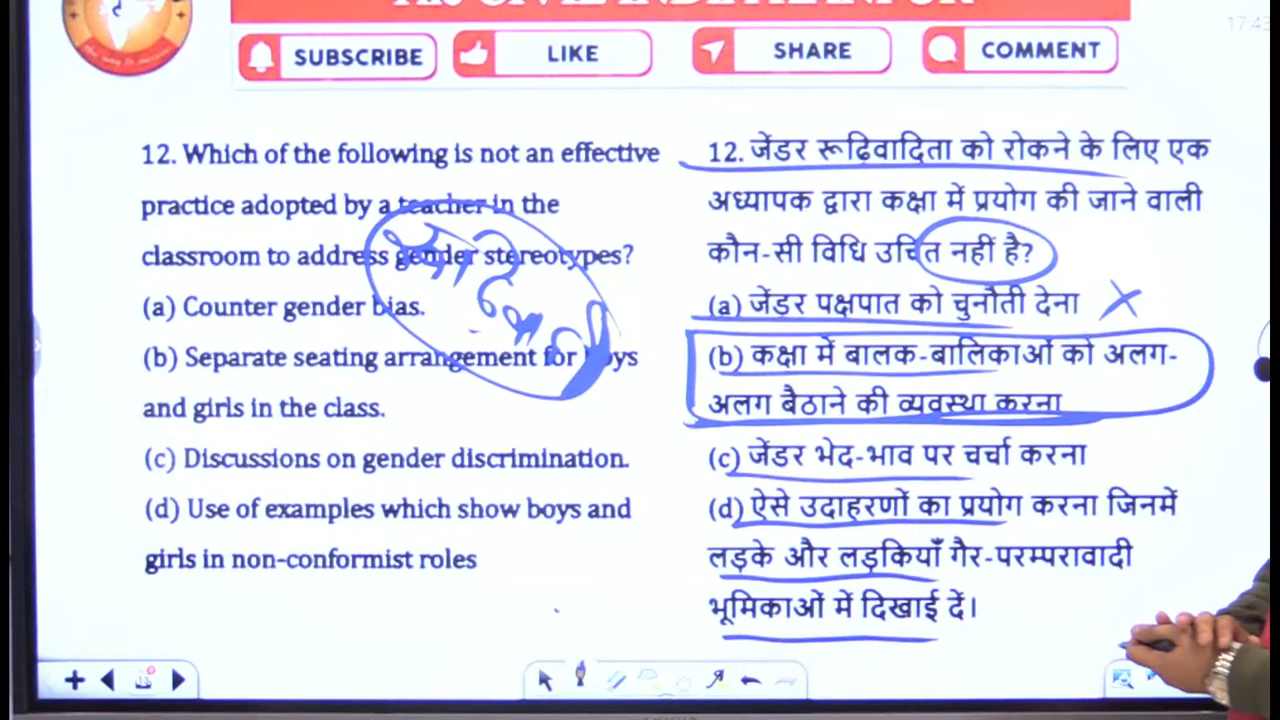 17:43
SUBSCRIBE
LIKE
SHARE
COMMENT
12. Which of the following is not an effective
practice adopted by a teacher in the
classroom to address gender stereotypes?
(a) Counter gender bias.
(b) Separate seating arrangement for boys
and girls in the class.
(c) Discussions on gender discrimination.
(d) Use of examples which show boys and
girls in non-conformist roles
12. जेंडर रूढ़िवादिता को रोकने के लिए एक
अध्यापक द्वारा कक्षा में प्रयोग की जाने वाली
कौन-सी विधि उचित नहीं है?
(a) जेंडर पक्षपात को चुनौती देना
(b) कक्षा में बालक-बालिकाओं को अलग-
अलग बैठाने की व्यवस्था करना
(c) जेंडर भेद-भाव पर चर्चा करना
(d) ऐसे उदाहरणों का प्रयोग करना जिनमें
लड़के और लड़कियाँ गैर-परम्परावादी
भूमिकाओं में दिखाई दें।
13